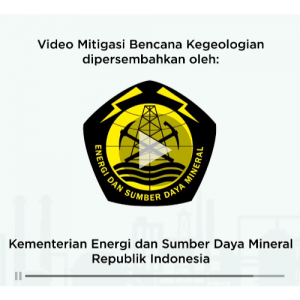 Video Mitigasi Bencana Kegeologian
dipersembahkan oleh:
ENERGI DAN SUMBER DAYA MINERAL
Kementerian Energi dan Sumber Daya Mineral
Republik Indonesia